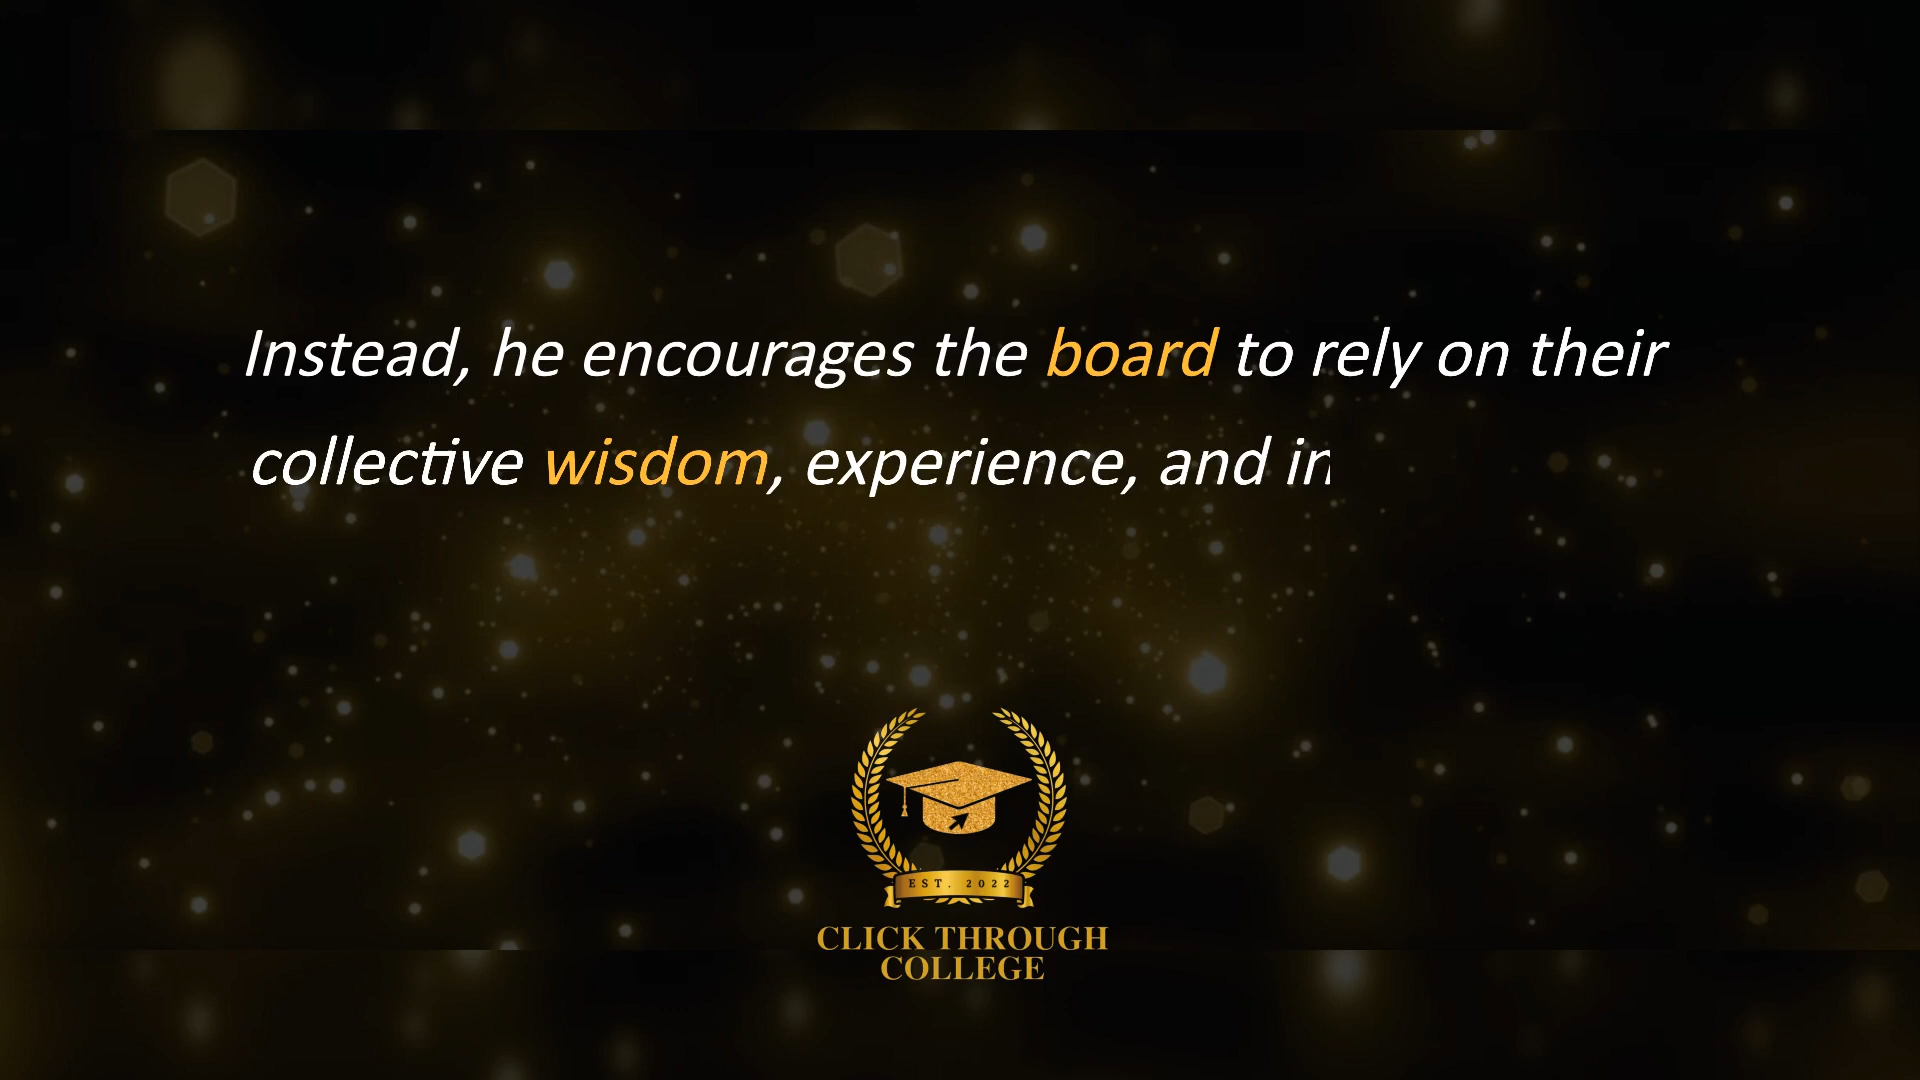 Instead, he encourages the board to rely on their
collective wisdom, experience, and in
EST. 2022
CLICK THROUGH
COLLEGE